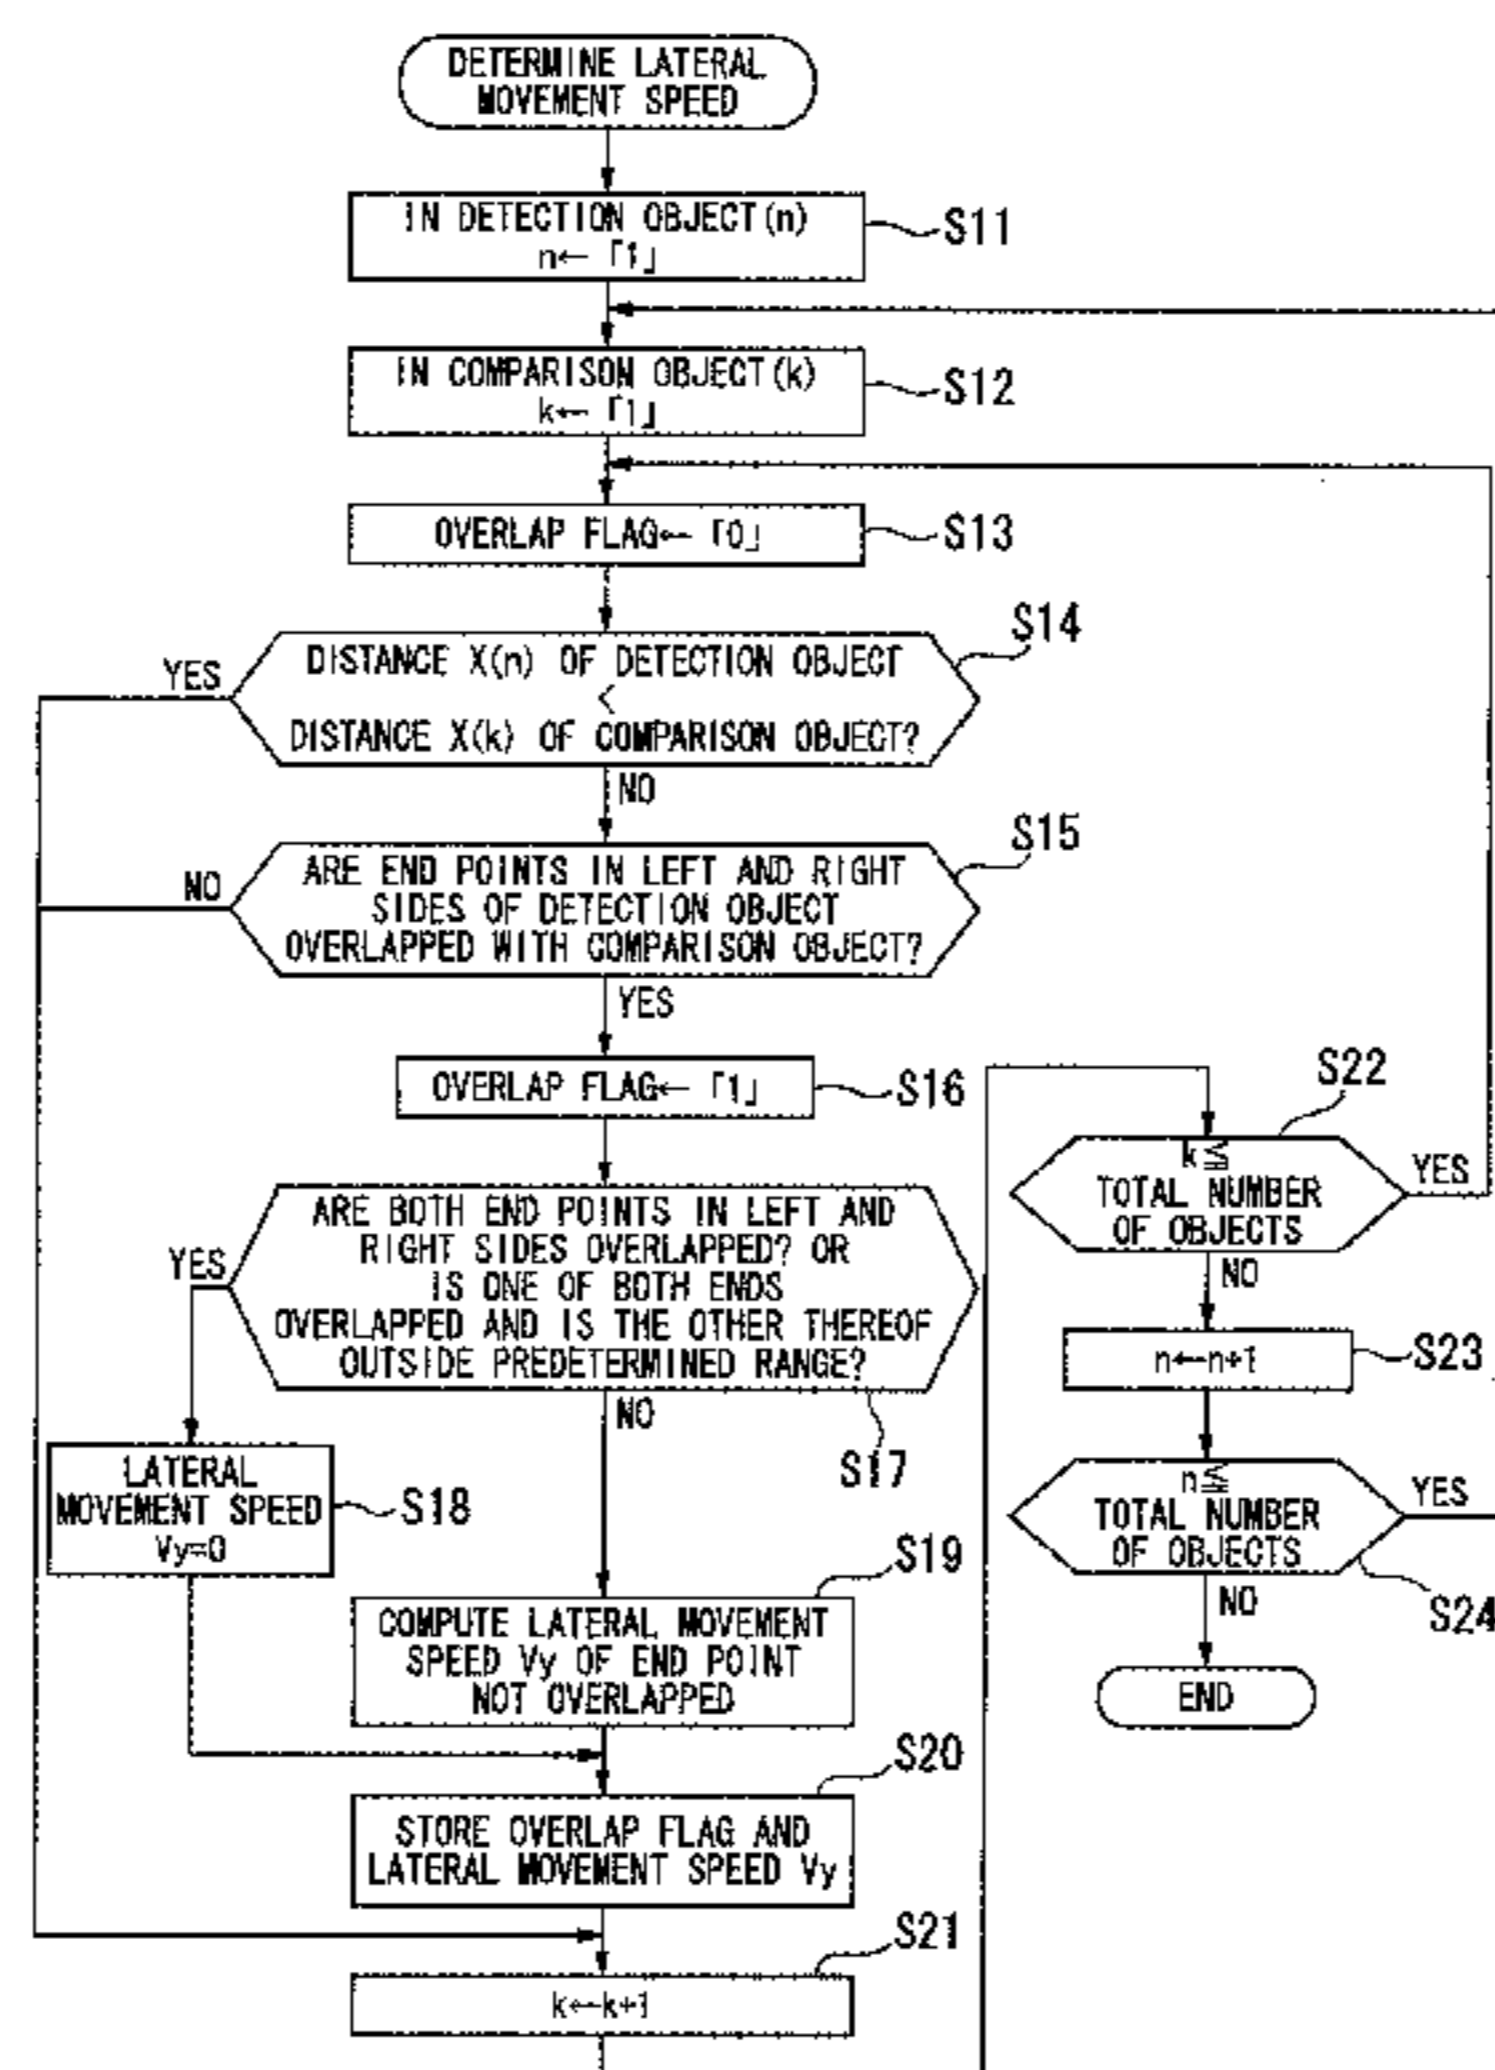 DETERMINE LATERAL
MOVEMENT SPEED
IN DETECTION OBJECT(n)
n←「1」
S11
IN COMPARISON OBJECT(k)
k←「1」
S12
OVERLAP FLAG←「0」
S13
S14
YES
DISTANCE X(n) OF DETECTION OBJECT
<
DISTANCE X(k) OF COMPARISON OBJECT?
NO
S15
NO
ARE END POINTS IN LEFT AND RIGHT
SIDES OF DETECTION OBJECT
OVERLAPPED WITH COMPARISON OBJECT?
YES
OVERLAP FLAG←「1」
S16
YES
ARE BOTH END POINTS IN LEFT AND
RIGHT SIDES OVERLAPPED? OR
IS ONE OF BOTH ENDS
OVERLAPPED AND IS THE OTHER THEREOF
OUTSIDE PREDETERMINED RANGE?
NO
S17
LATERAL
MOVEMENT SPEED
Vy=0
S18
S19
COMPUTE LATERAL MOVEMENT
SPEED Vy OF END POINT
NOT OVERLAPPED
S20
STORE OVERLAP FLAG AND
LATERAL MOVEMENT SPEED Vy
S21
k←k+1
S22
k≦
TOTAL NUMBER
OF OBJECTS
YES
NO
n←n+1
S23
n≦
TOTAL NUMBER
OF OBJECTS
YES
S24
NO
END